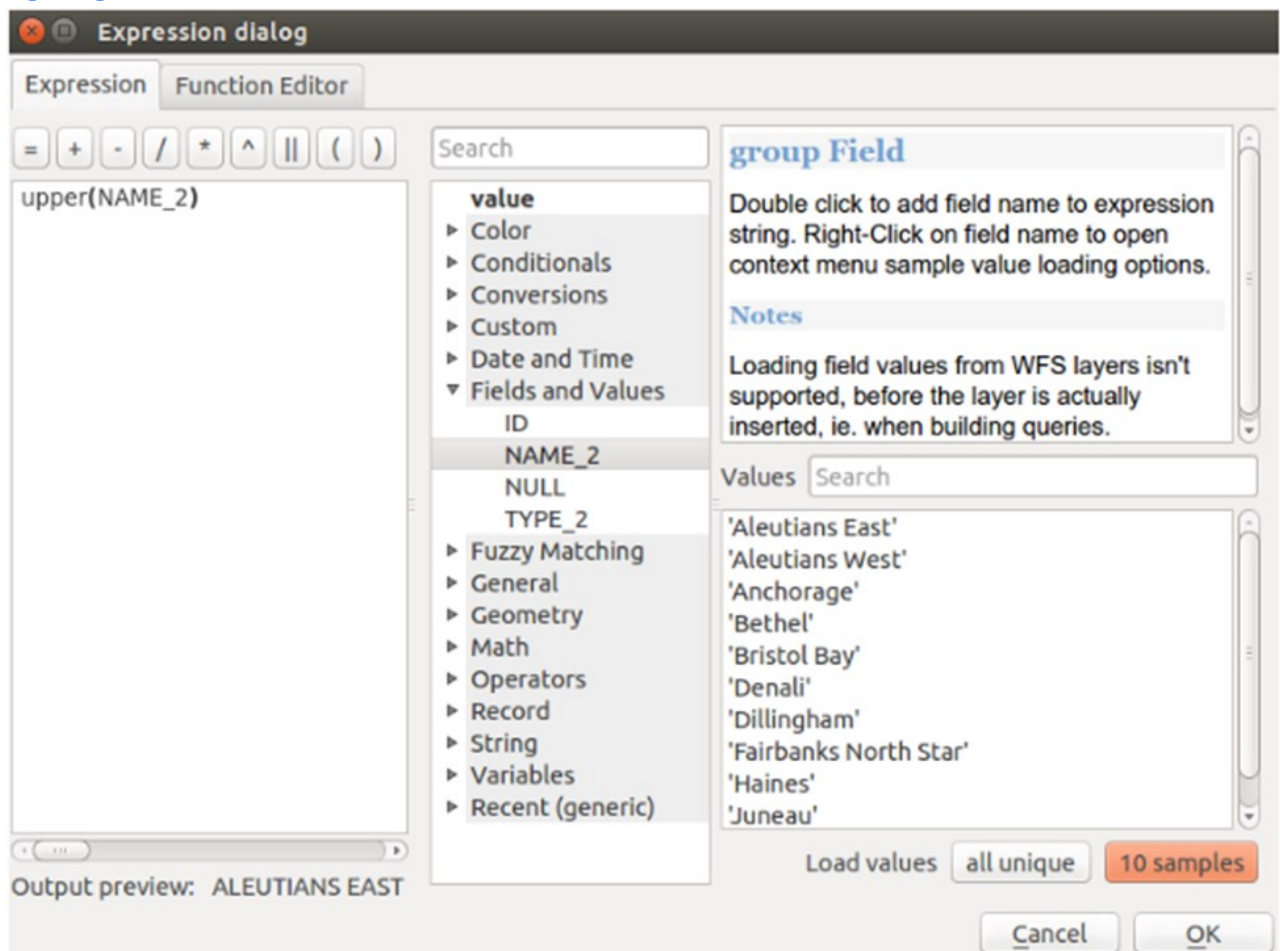 Expression dialog
Expression
Function Editor
= + - / * ^ || ( )
upper(NAME_2)
Output preview: ALEUTIANS EAST
Search
value
Color
Conditionals
Conversions
Custom
Date and Time
Fields and Values
ID
NAME_2
NULL
TYPE_2
Fuzzy Matching
General
Geometry
Math
Operators
Record
String
Variables
Recent (generic)
group Field
Double click to add field name to expression
string. Right-Click on field name to open
context menu sample value loading options.
Notes
Loading field values from WFS layers isn't
supported, before the layer is actually
inserted, ie. when building queries.
Values Search
'Aleutians East'
'Aleutians West'
'Anchorage'
'Bethel'
'Bristol Bay'
'Denali'
'Dillingham'
'Fairbanks North Star'
'Haines'
'Juneau'
Load values all unique 10 samples
Cancel OK